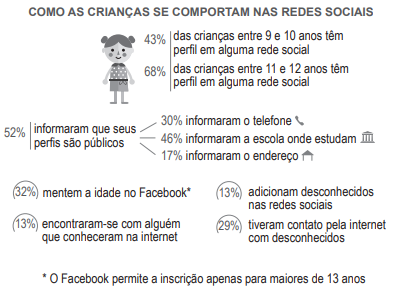 COMO AS CRIANÇAS SE COMPORTAM NAS REDES SOCIAIS
43%
das crianças entre 9 e 10 anos têm
perfil em alguma rede social
68%
das crianças entre 11 e 12 anos têm
perfil em alguma rede social
52%
informaram que seus
perfis são públicos
30% informaram o telefone
46% informaram a escola onde estudam
17% informaram o endereço
32%
mentem a idade no Facebook*
13%
adicionam desconhecidos
nas redes sociais
13%
encontraram-se com alguém
que conheceram na internet
29%
tiveram contato pela internet
com desconhecidos
* O Facebook permite a inscrição apenas para maiores de 13 anos